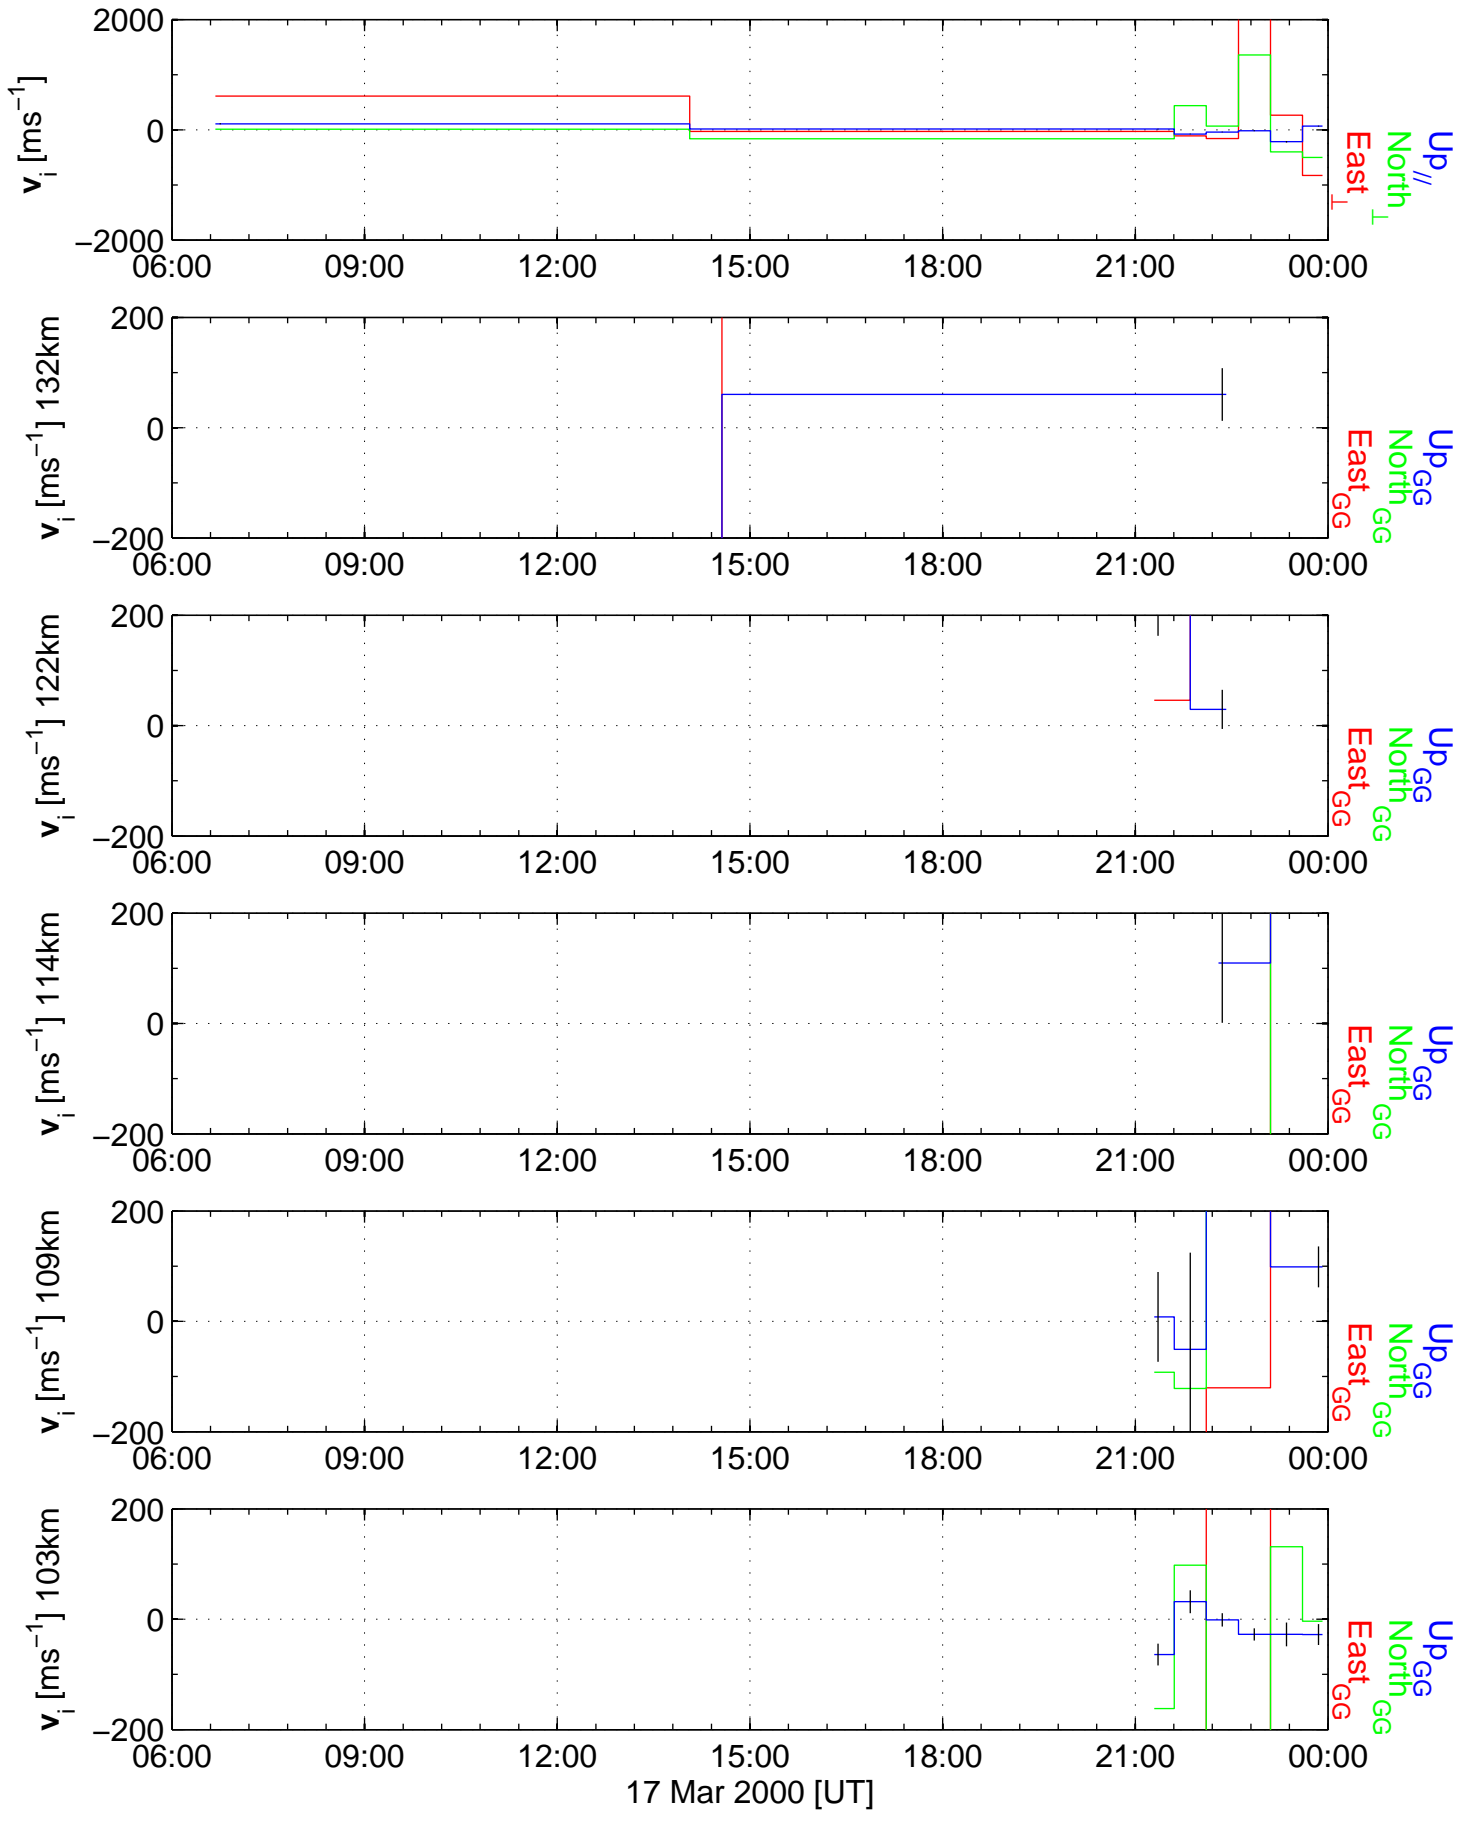 v_i [ms^−1]
2000
0
−2000
06:00 09:00 12:00 15:00 18:00 21:00 00:00
East_⊥
North_⊥
Up_//
v_i [ms^−1] 132km
200
0
−200
06:00 09:00 12:00 15:00 18:00 21:00 00:00
East_GG
North_GG
Up_GG
v_i [ms^−1] 122km
200
0
−200
06:00 09:00 12:00 15:00 18:00 21:00 00:00
East_GG
North_GG
Up_GG
v_i [ms^−1] 114km
200
0
−200
06:00 09:00 12:00 15:00 18:00 21:00 00:00
East_GG
North_GG
Up_GG
v_i [ms^−1] 109km
200
0
−200
06:00 09:00 12:00 15:00 18:00 21:00 00:00
East_GG
North_GG
Up_GG
v_i [ms^−1] 103km
200
0
−200
06:00 09:00 12:00 15:00 18:00 21:00 00:00
East_GG
North_GG
Up_GG
17 Mar 2000 [UT]